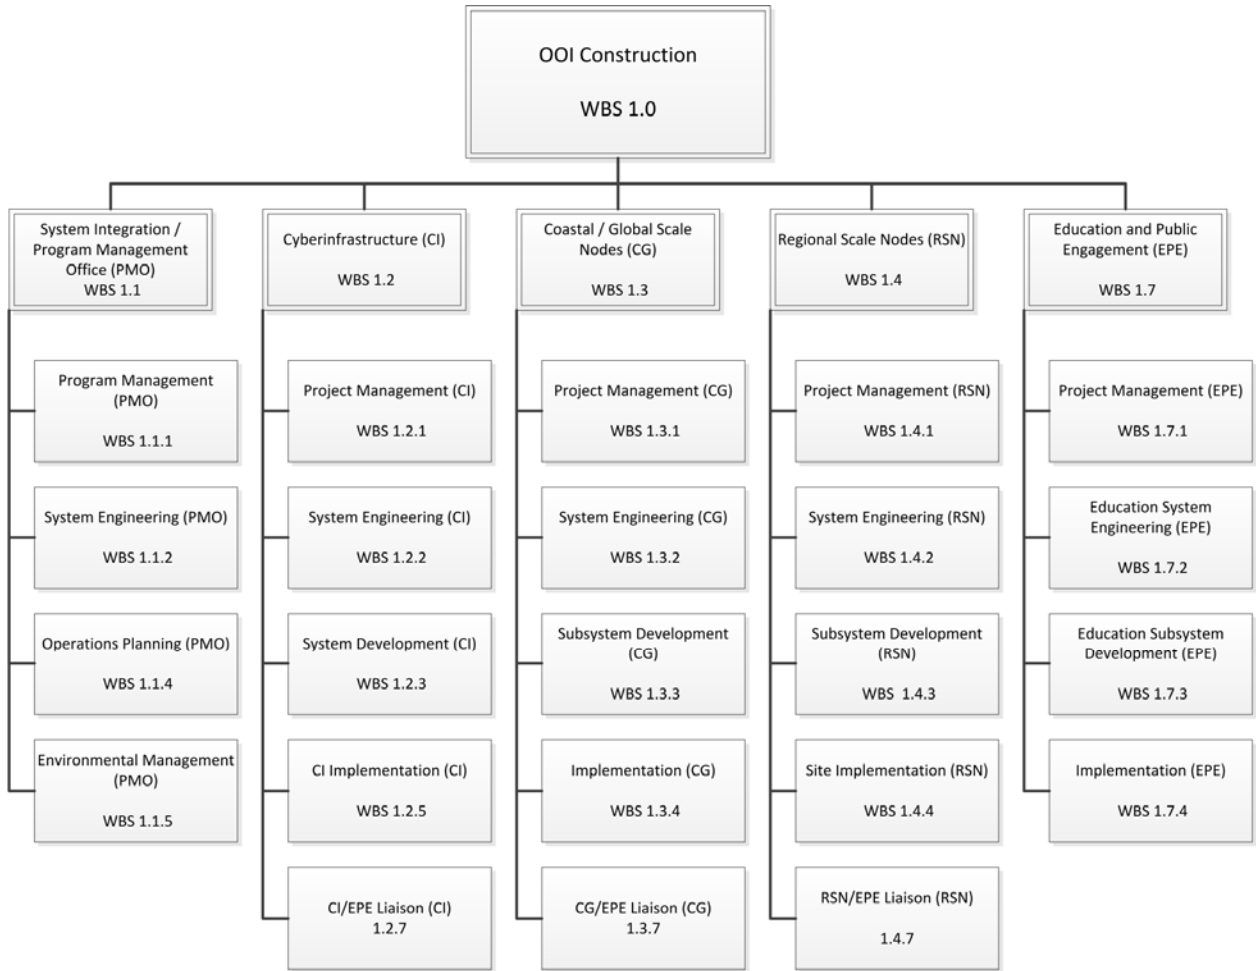 OOI Construction
WBS 1.0
System Integration /
Program Management
Office (PMO)
WBS 1.1
Cyberinfrastructure (CI)
WBS 1.2
Coastal / Global Scale
Nodes (CG)
WBS 1.3
Regional Scale Nodes (RSN)
WBS 1.4
Education and Public
Engagement (EPE)
WBS 1.7
Program Management
(PMO)
WBS 1.1.1
System Engineering (PMO)
WBS 1.1.2
Operations Planning (PMO)
WBS 1.1.4
Environmental Management
(PMO)
WBS 1.1.5
Project Management (CI)
WBS 1.2.1
System Engineering (CI)
WBS 1.2.2
System Development (CI)
WBS 1.2.3
CI Implementation (CI)
WBS 1.2.5
CI/EPE Liaison (CI)
1.2.7
Project Management (CG)
WBS 1.3.1
System Engineering (CG)
WBS 1.3.2
Subsystem Development
(CG)
WBS 1.3.3
Implementation (CG)
WBS 1.3.4
CG/EPE Liaison (CG)
1.3.7
Project Management (RSN)
WBS 1.4.1
System Engineering (RSN)
WBS 1.4.2
Subsystem Development
(RSN)
WBS  1.4.3
Site Implementation (RSN)
WBS 1.4.4
RSN/EPE Liaison (RSN)
1.4.7
Project Management (EPE)
WBS 1.7.1
Education System
Engineering (EPE)
WBS 1.7.2
Education Subsystem
Development (EPE)
WBS 1.7.3
Implementation (EPE)
WBS 1.7.4